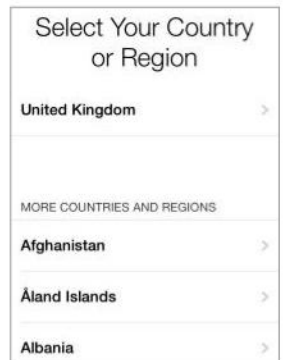 Select Your Country
or Region
United Kingdom
MORE COUNTRIES AND REGIONS
Afghanistan
Åland Islands
Albania